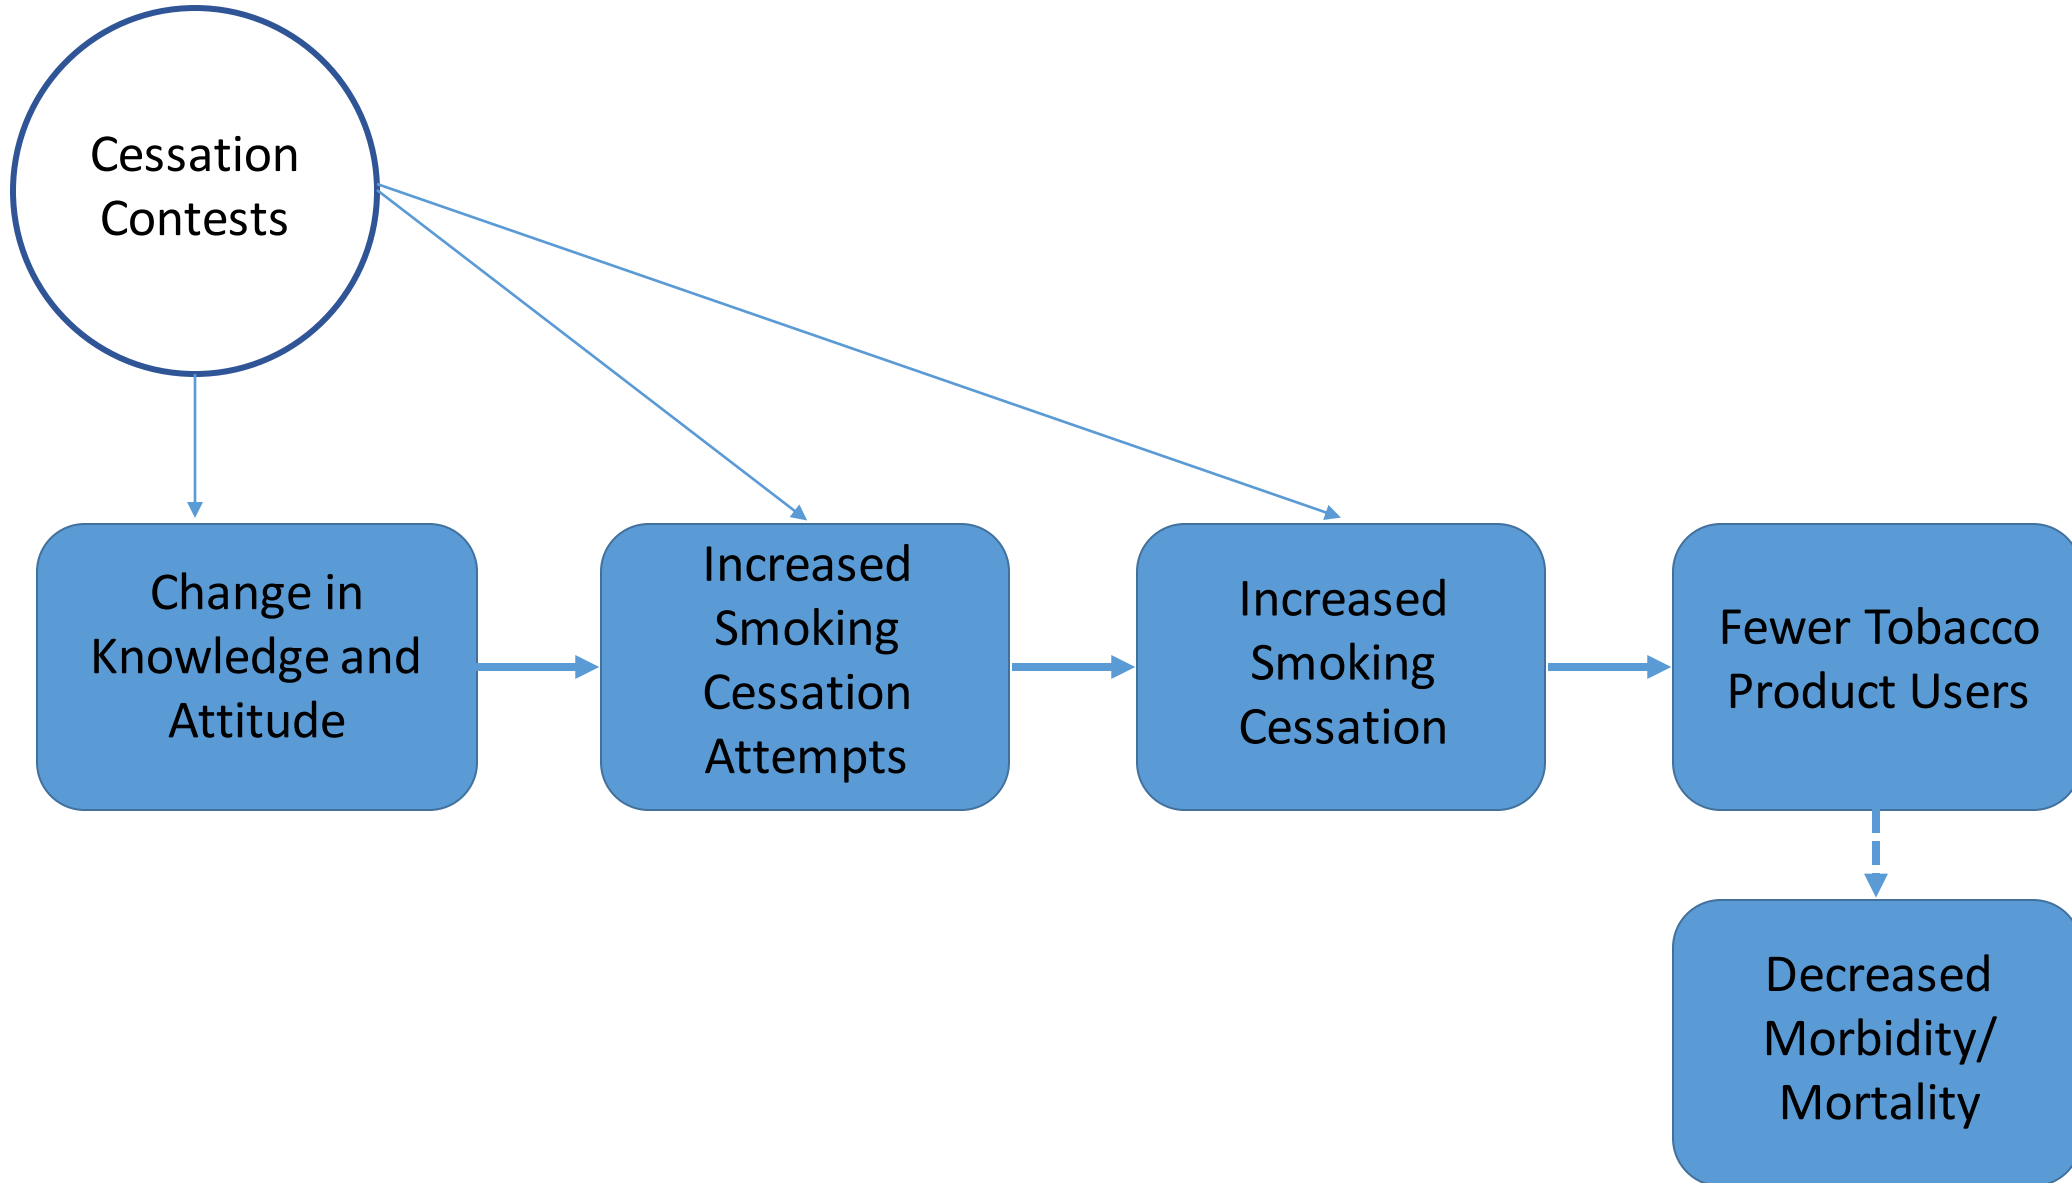 Cessation
Contests
Change in
Knowledge and
Attitude
Increased
Smoking
Cessation
Attempts
Increased
Smoking
Cessation
Fewer Tobacco
Product Users
Decreased
Morbidity/
Mortality